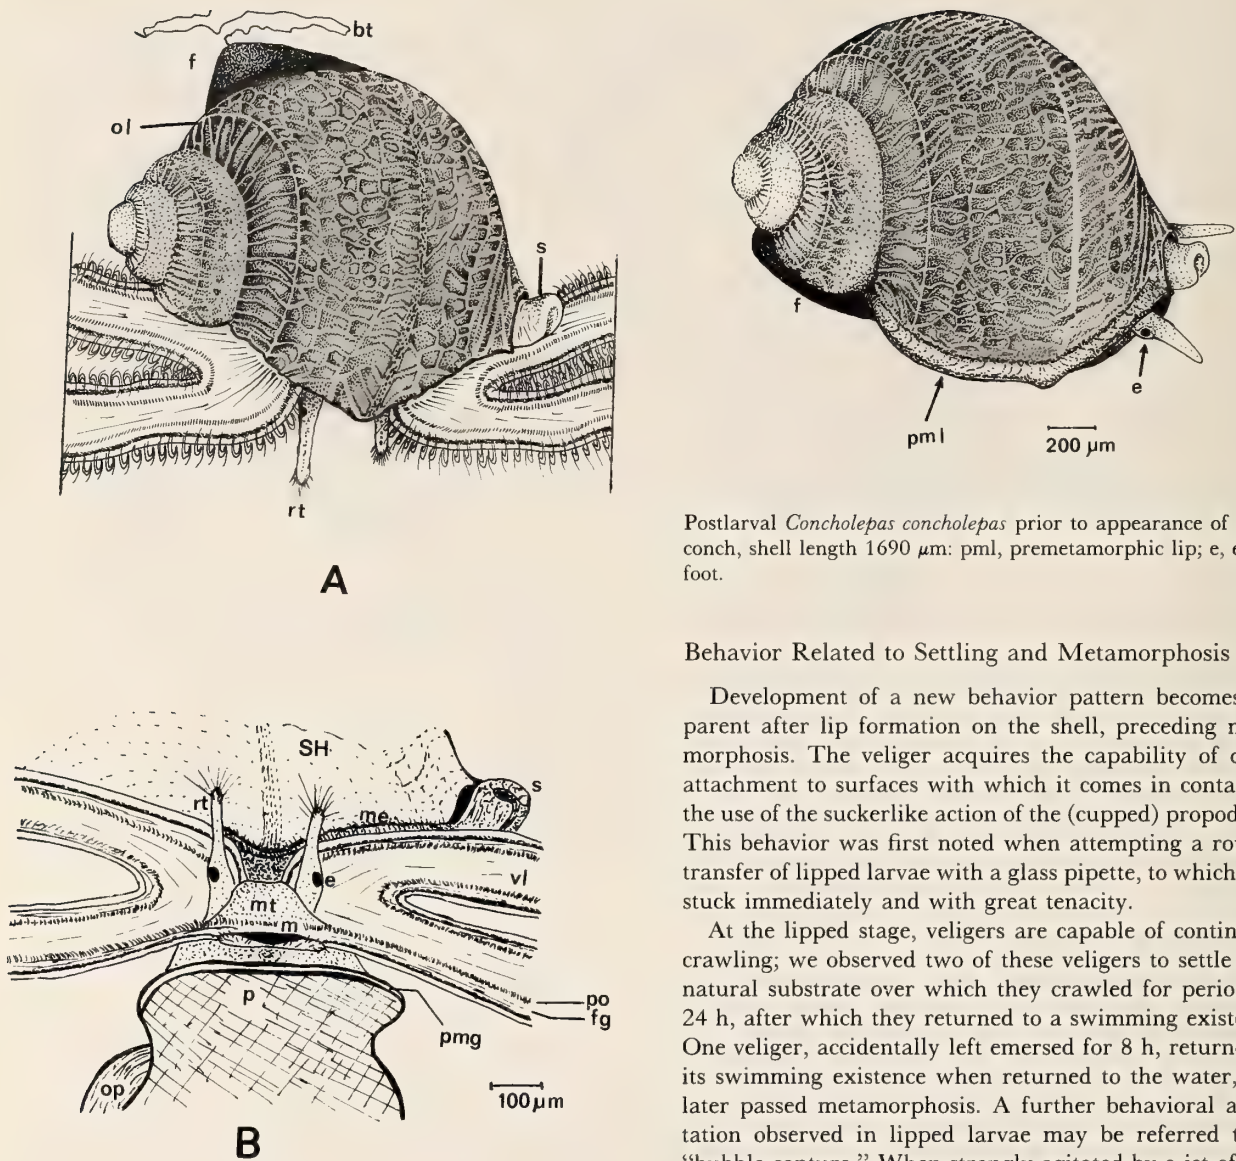 bt
f
ol
s
rt
A
SH
rt
s
me
vl
e
mt
m
p
po
fg
pmg
op
100 μm
B
f
e
pml
200 μm
Postlarval Concholepas concholepas prior to appearance of
conch, shell length 1690 μm: pml, premetamorphic lip; e,
foot.
Behavior Related to Settling and Metamorphosis
Development of a new behavior pattern becomes
parent after lip formation on the shell, preceding
morphosis. The veliger acquires the capability of
attachment to surfaces with which it comes in
the use of the suckerlike action of the (cupped)
This behavior was first noted when attempting a
transfer of lipped larvae with a glass pipette, to which
stuck immediately and with great tenacity.
At the lipped stage, veligers are capable of
crawling; we observed two of these veligers to settle
natural substrate over which they crawled for
24 h, after which they returned to a swimming
One veliger, accidentally left emersed for 8 h,
its swimming existence when returned to the water,
later passed metamorphosis. A further behavioral
tation observed in lipped larvae may be referred